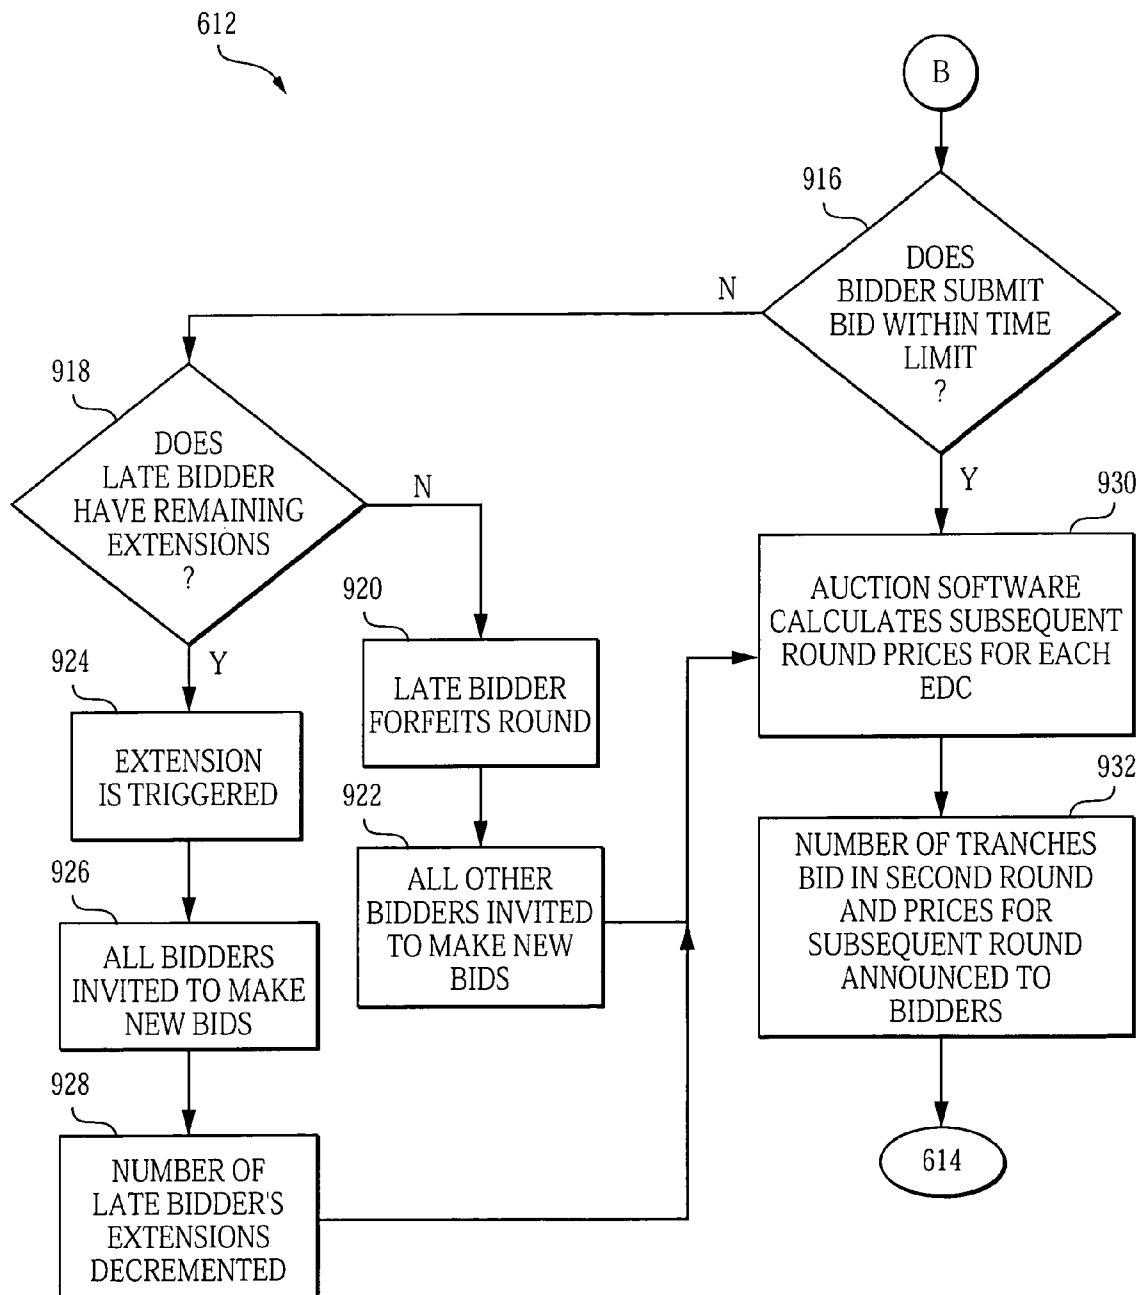 612
B
916
DOES
BIDDER SUBMIT
BID WITHIN TIME
LIMIT
?
N
Y
918
DOES
LATE BIDDER
HAVE REMAINING
EXTENSIONS
?
N
Y
920
LATE BIDDER
FORFEITS ROUND
922
ALL OTHER
BIDDERS INVITED
TO MAKE NEW
BIDS
924
EXTENSION
IS TRIGGERED
926
ALL BIDDERS
INVITED TO MAKE
NEW BIDS
928
NUMBER OF
LATE BIDDER'S
EXTENSIONS
DECREMENTED
930
AUCTION SOFTWARE
CALCULATES SUBSEQUENT
ROUND PRICES FOR EACH
EDC
932
NUMBER OF TRANCHES
BID IN SECOND ROUND
AND PRICES FOR
SUBSEQUENT ROUND
ANNOUNCED TO
BIDDERS
614